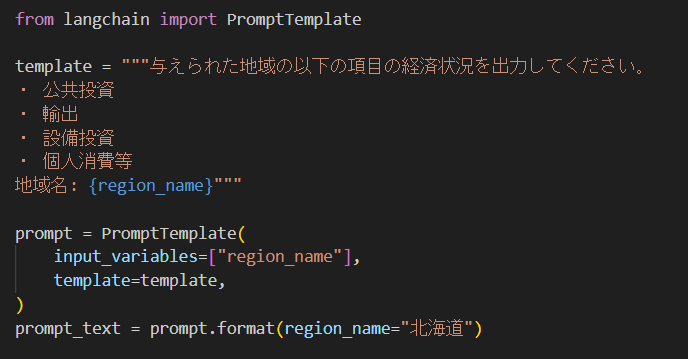 from langchain import PromptTemplate
template = """与えられた地域の以下の項目の経済状況を出力してください。
・ 公共投資
・ 輸出
・ 設備投資
・ 個人消費等
地域名: {region_name}"""
prompt = PromptTemplate(
    input_variables=["region_name"],
    template=template,
)
prompt_text = prompt.format(region_name="北海道")